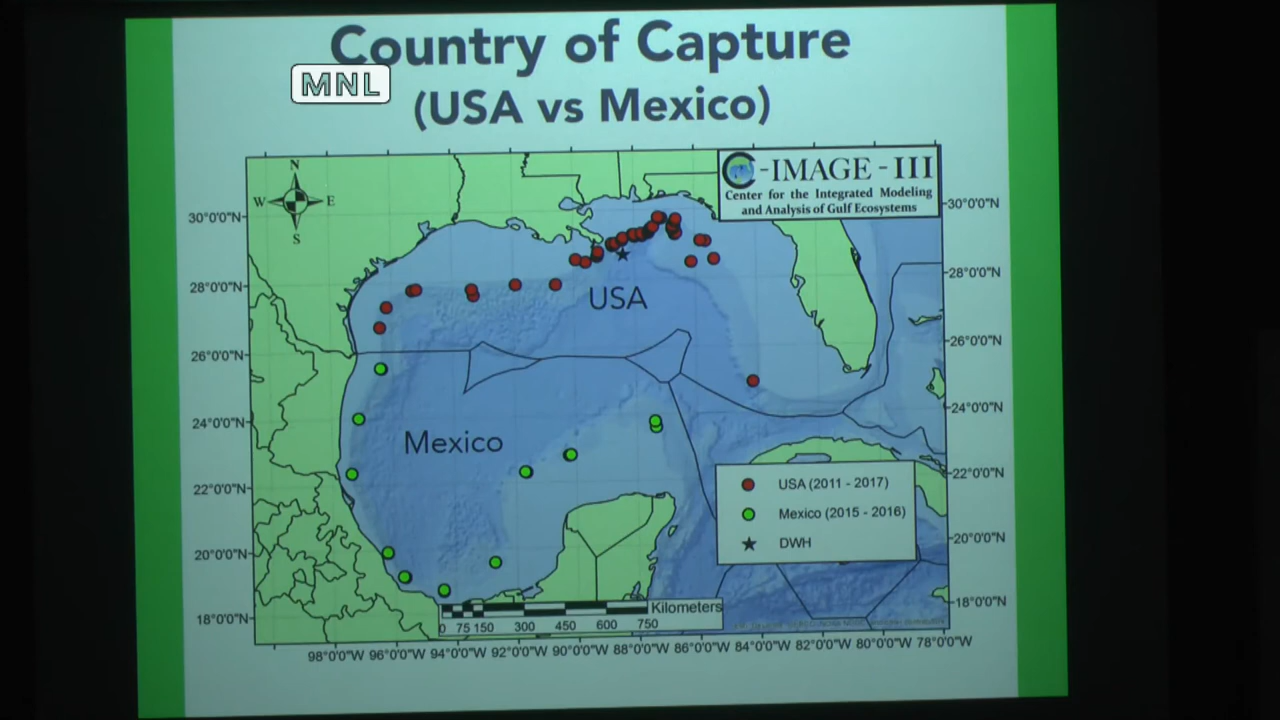 Country of Capture
MNL
(USA vs Mexico)
C-IMAGE-III
Center for the Integrated Modeling
and Analysis of Gulf Ecosystems
N
W E
S
30°0'0"N 30°0'0"N
28°0'0"N 28°0'0"N
USA
26°0'0"N 26°0'0"N
24°0'0"N 24°0'0"N
Mexico
22°0'0"N 22°0'0"N
USA (2011 - 2017)
Mexico (2015 - 2016)
DWH
20°0'0"N 20°0'0"N
18°0'0"N 18°0'0"N
Kilometers
0 75 150 300 450 600 750
98°0'0"W 96°0'0"W 94°0'0"W 92°0'0"W 90°0'0"W 88°0'0"W 86°0'0"W 84°0'0"W 82°0'0"W 80°0'0"W 78°0'0"W